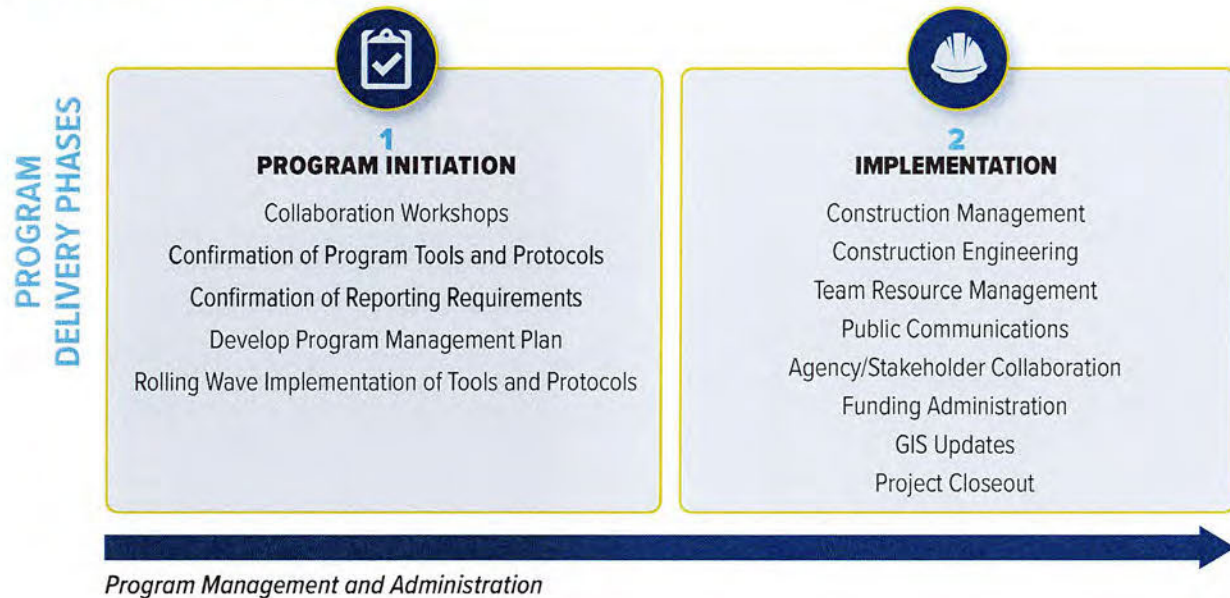 PROGRAM
DELIVERY PHASES
1
PROGRAM INITIATION
Collaboration Workshops
Confirmation of Program Tools and Protocols
Confirmation of Reporting Requirements
Develop Program Management Plan
Rolling Wave Implementation of Tools and Protocols
2
IMPLEMENTATION
Construction Management
Construction Engineering
Team Resource Management
Public Communications
Agency/Stakeholder Collaboration
Funding Administration
GIS Updates
Project Closeout
Program Management and Administration